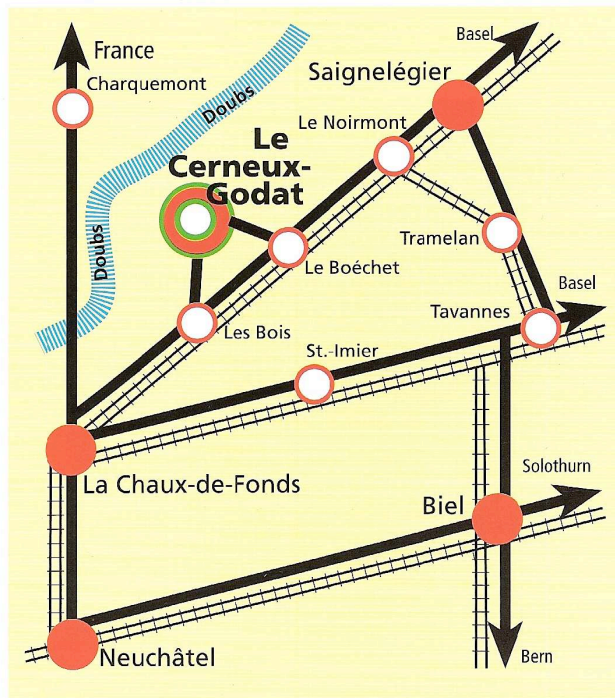 France
Charquemont
Doubs
Doubs
Basel
Saignelégier
Le Noirmont
Le
Cerneux-
Godat
Tramelan
Le Boéchet
Basel
Tavannes
Les Bois
St.-Imier
La Chaux-de-Fonds
Solothurn
Biel
Neuchâtel
Bern